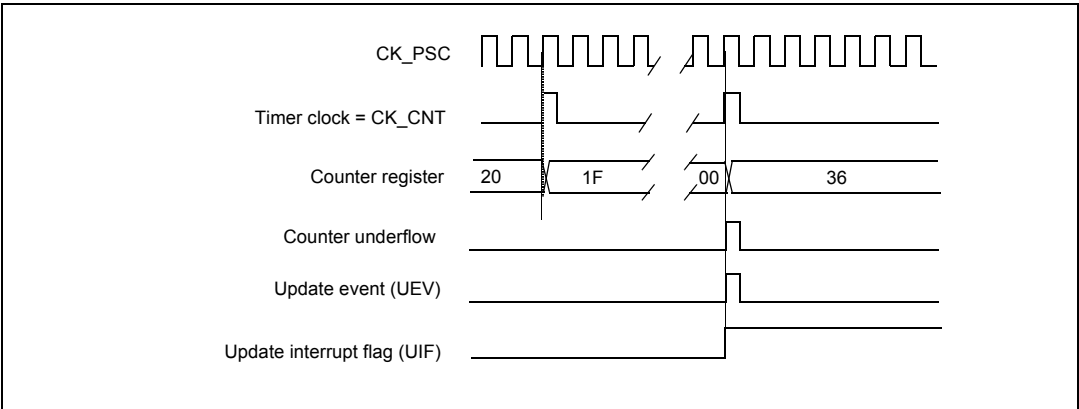 CK_PSC
Timer clock = CK_CNT
Counter register 20 1F 00 36
Counter underflow
Update event (UEV)
Update interrupt flag (UIF)